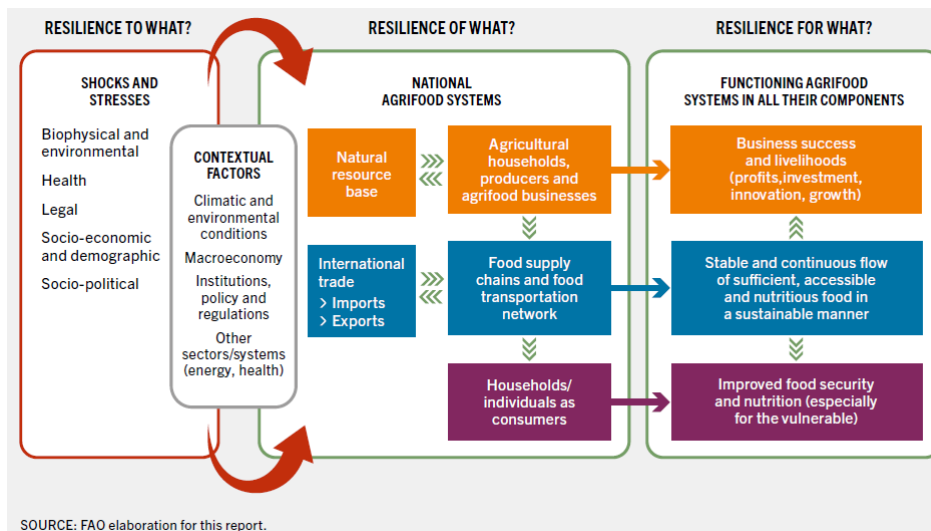 RESILIENCE TO WHAT?
RESILIENCE OF WHAT?
RESILIENCE FOR WHAT?
SHOCKS AND
STRESSES
Biophysical and
environmental
Health
Legal
Socio-economic
and demographic
Socio-political
CONTEXTUAL
FACTORS
Climatic and
environmental
conditions
Macroeconomy
Institutions,
policy and
regulations
Other
sectors/systems
(energy, health)
NATIONAL
AGRIFOOD SYSTEMS
Natural
resource
base
Agricultural
households,
producers and
agrifood businesses
International
trade
> Imports
> Exports
Food supply
chains and food
transportation
network
Households/
individuals as
consumers
FUNCTIONING AGRIFOOD
SYSTEMS IN ALL THEIR COMPONENTS
Business success
and livelihoods
(profits,investment,
innovation, growth)
Stable and continuous flow
of sufficient, accessible
and nutritious food in
a sustainable manner
Improved food security
and nutrition (especially
for the vulnerable)
SOURCE: FAO elaboration for this report.